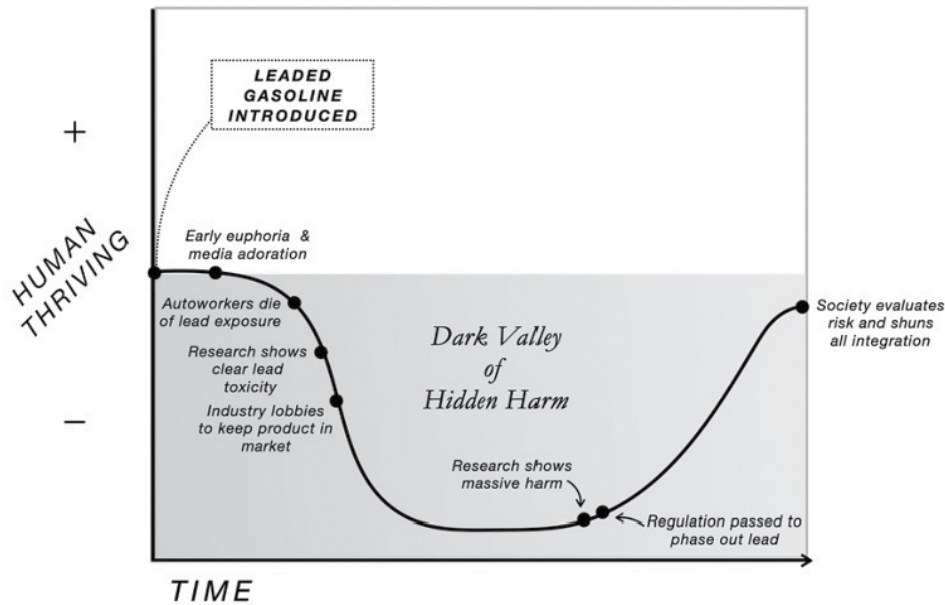 LEADED
GASOLINE
INTRODUCED
+
HUMAN
THRIVING
−
Early euphoria &
media adoration
Autoworkers die
of lead exposure
Research shows
clear lead
toxicity
Industry lobbies
to keep product in
market
Dark Valley
of
Hidden Harm
Research shows
massive harm
Regulation passed to
phase out lead
Society evaluates
risk and shuns
all integration
TIME